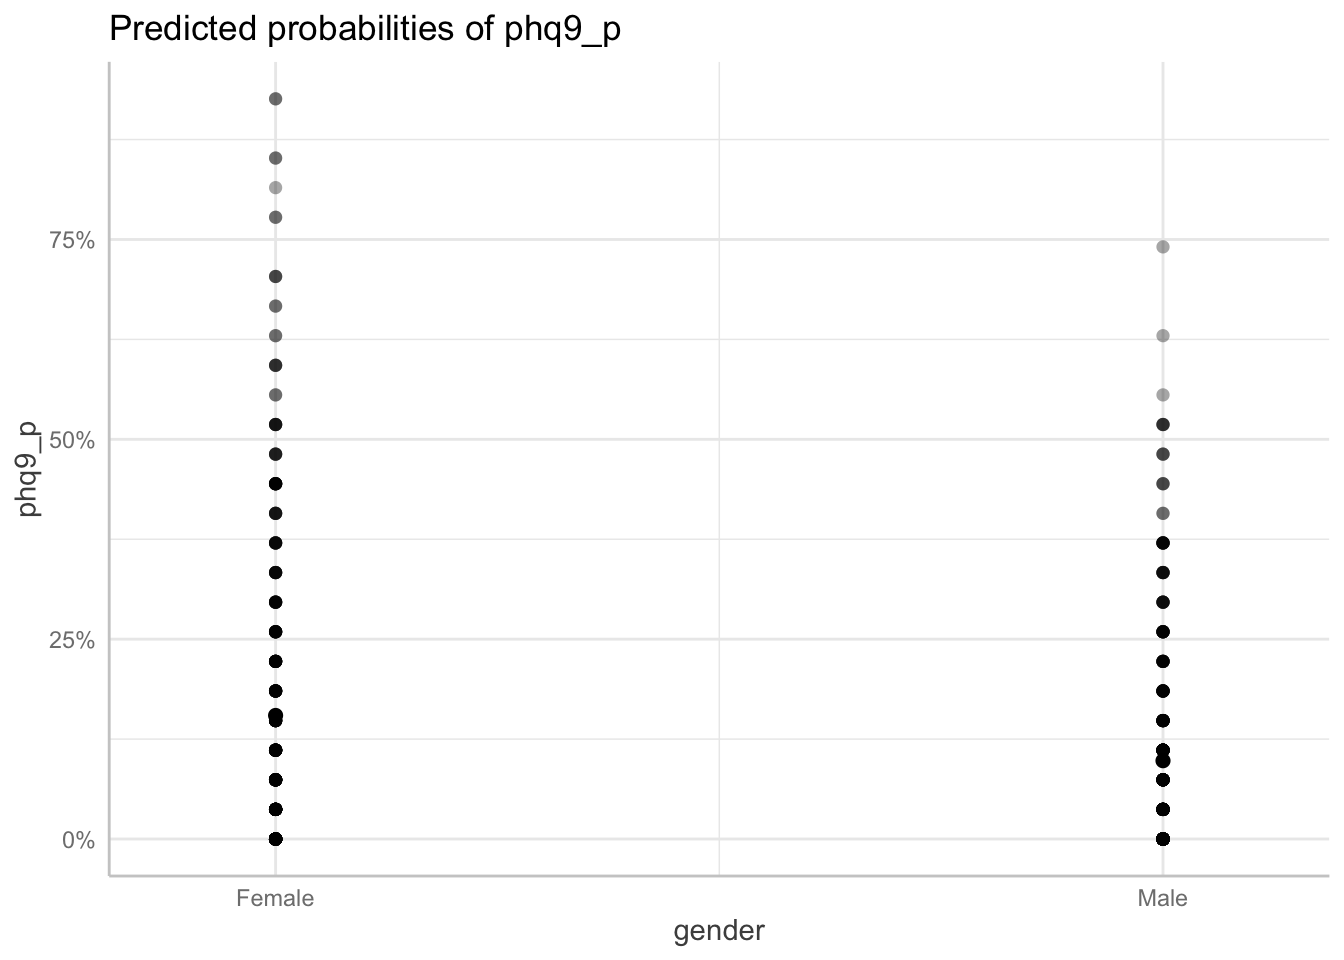 Predicted probabilities of phq9_p
phq9_p
75%
50%
25%
0%
Female
Male
gender